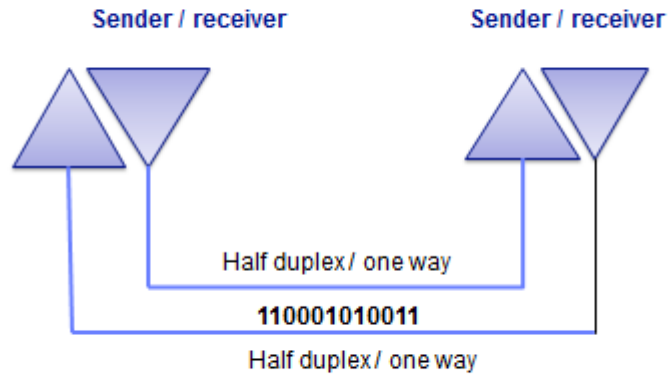 Sender / receiver
Sender / receiver
Half duplex / one way
110001010011
Half duplex / one way